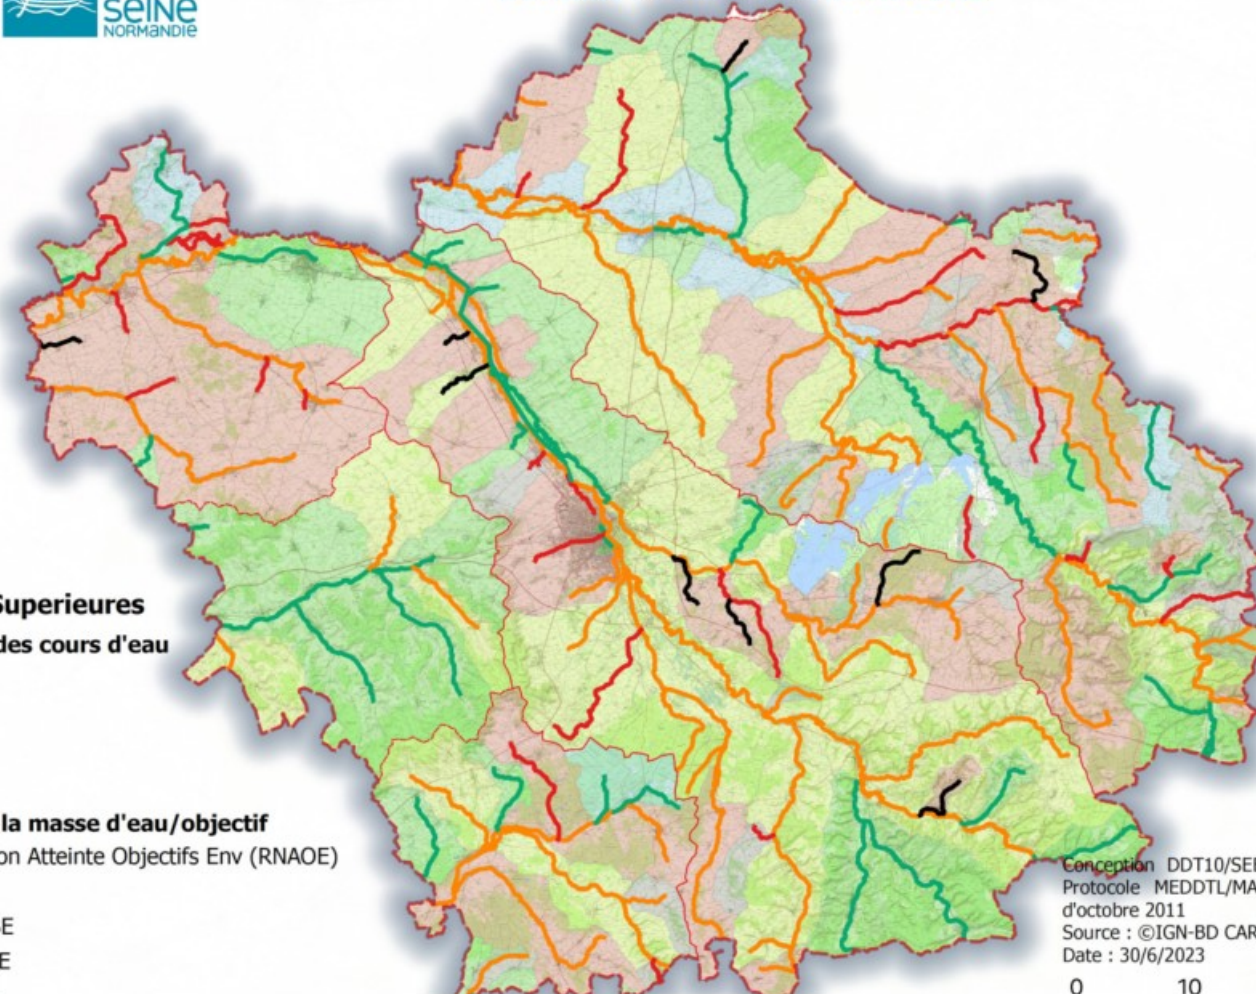 SEINE
NORMANDIE
Superieures
des cours d'eau
la masse d'eau/objectif
on Atteinte Objectifs Env (RNAOE)
E
E
Conception DDT10/SE
Protocole MEDDTL/MA
d'octobre 2011
Source : ©IGN-BD CAR
Date : 30/6/2023
0 10